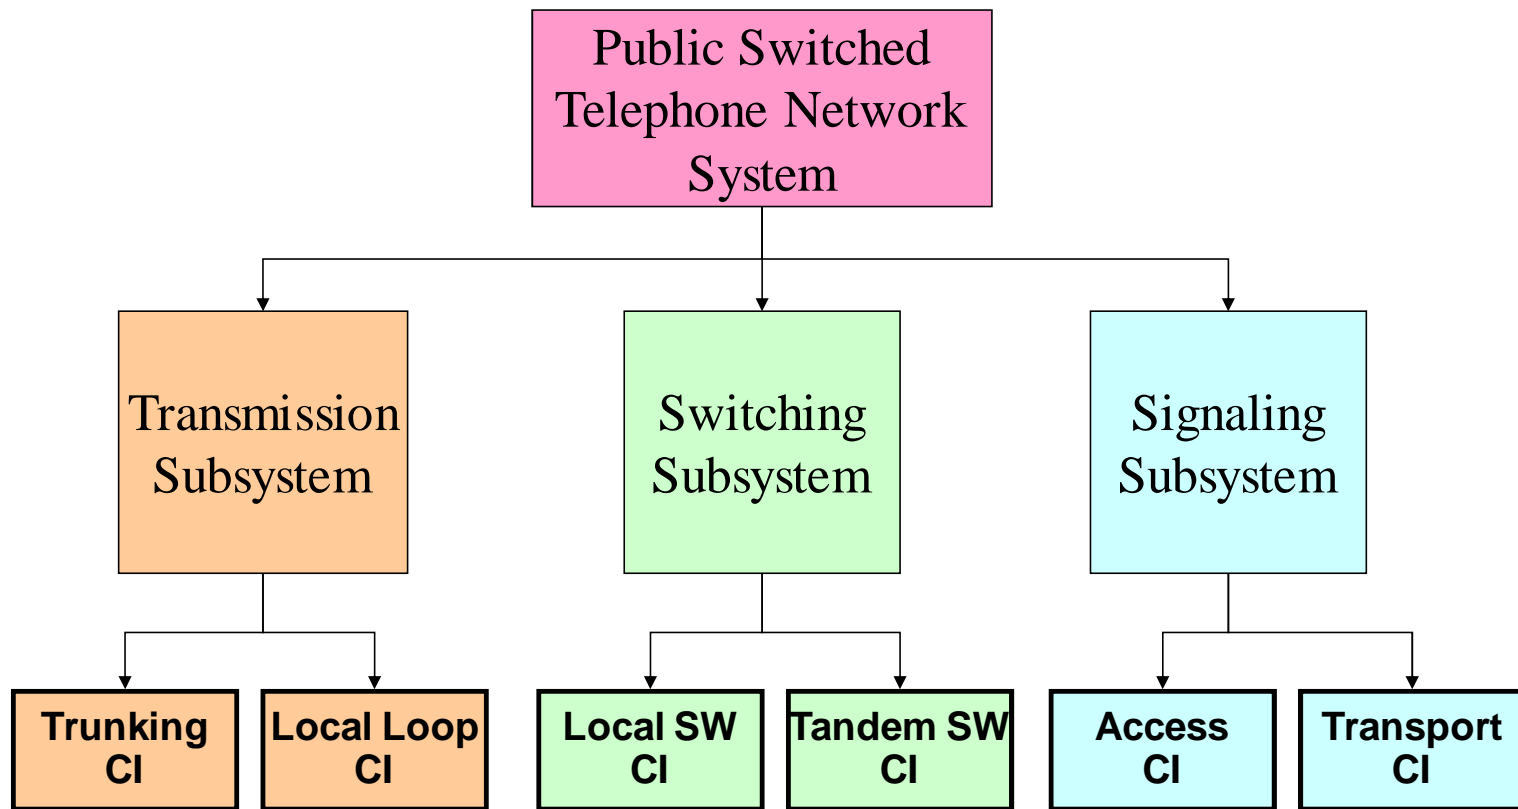 Public Switched
Telephone Network
System
Transmission
Subsystem
Switching
Subsystem
Signaling
Subsystem
Trunking
CI
Local Loop
CI
Local SW
CI
Tandem SW
CI
Access
CI
Transport
CI